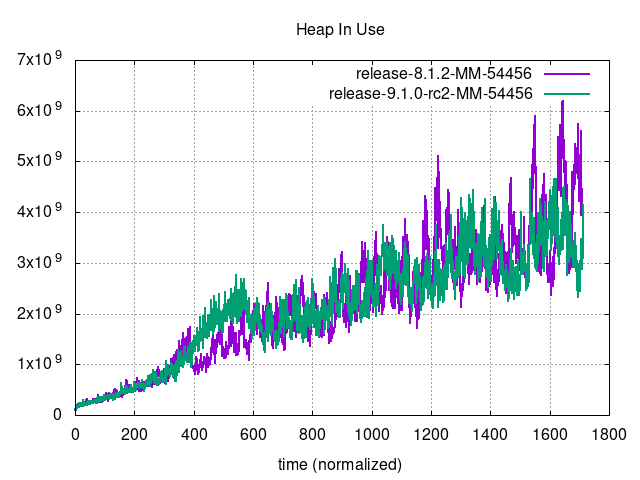 Heap In Use
7x10^9
release-8.1.2-MM-54456
release-9.1.0-rc2-MM-54456
6x10^9
5x10^9
4x10^9
3x10^9
2x10^9
1x10^9
0
0 200 400 600 800 1000 1200 1400 1600 1800
time (normalized)